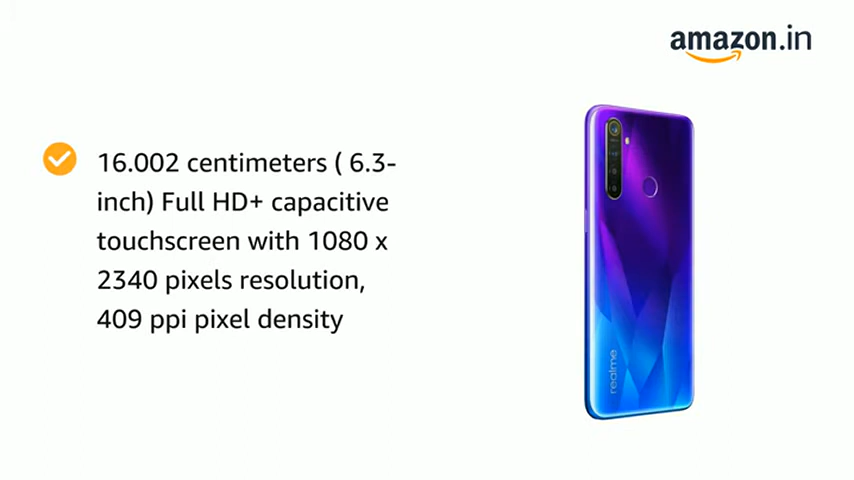 amazon.in
16.002 centimeters ( 6.3-
inch) Full HD+ capacitive
touchscreen with 1080 x
2340 pixels resolution,
409 ppi pixel density
realme